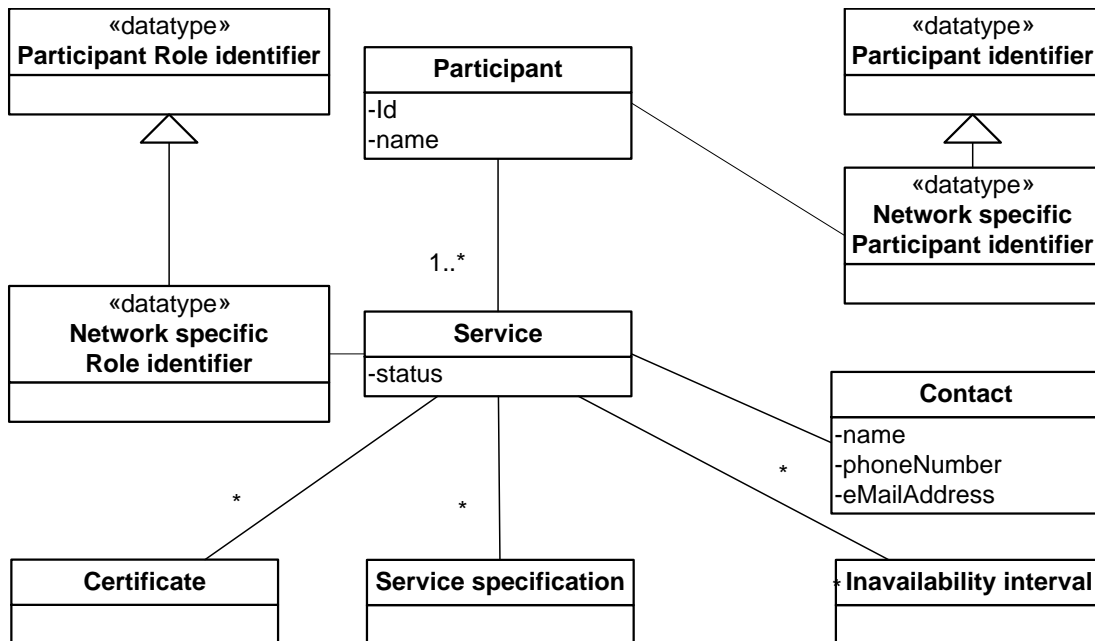 «datatype»
Participant Role identifier
Participant
-Id
-name
«datatype»
Participant identifier
«datatype»
Network specific
Participant identifier
1..*
«datatype»
Network specific
Role identifier
Service
-status
Contact
-name
-phoneNumber
-eMailAddress
*
*
*
Certificate
Service specification
*
Inavailability interval